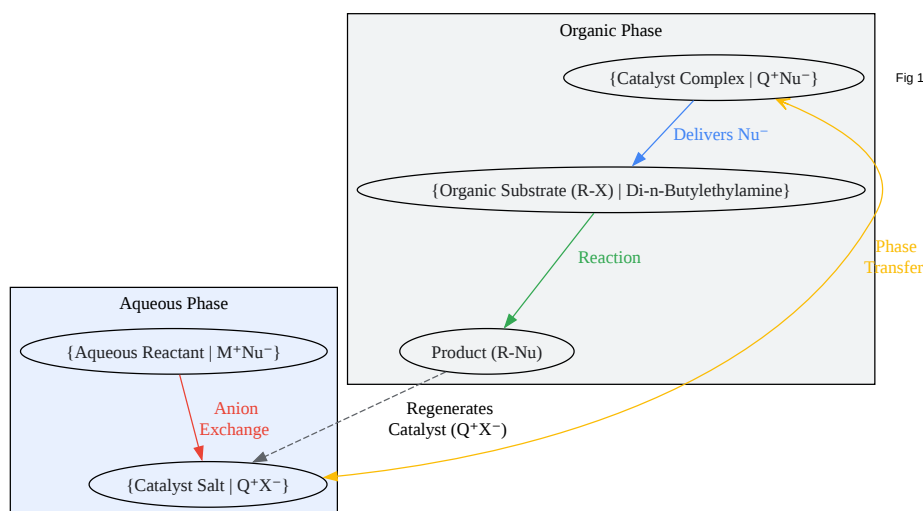 Organic Phase
{Catalyst Complex | Q⁺Nu⁻}
Fig 1
Delivers Nu⁻
{Organic Substrate (R-X) | Di-n-Butylethylamine}
Phase
Transfer
Reaction
Aqueous Phase
{Aqueous Reactant | M⁺Nu⁻}
Product (R-Nu)
Anion
Exchange
Regenerates
Catalyst (Q⁺X⁻)
{Catalyst Salt | Q⁺X⁻}